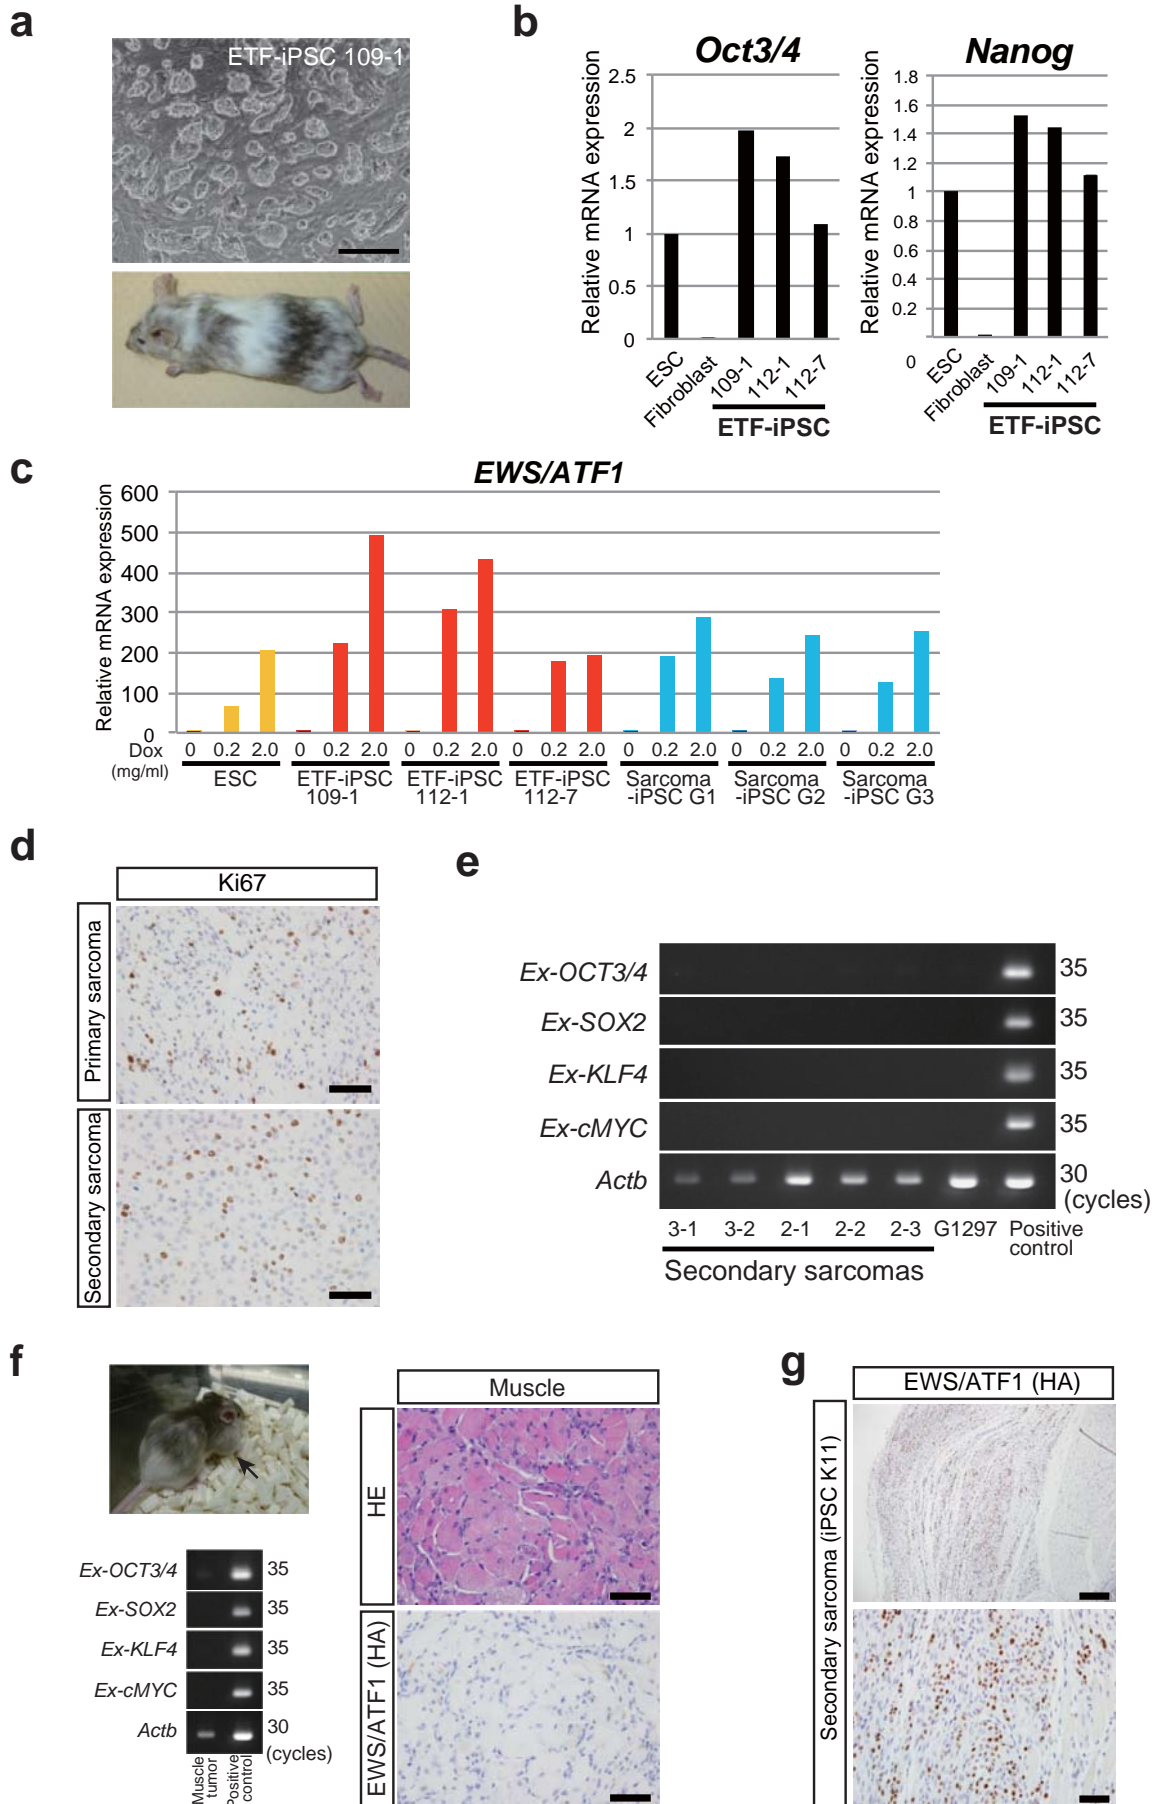 a
ETF-iPSC 109-1
b
Oct3/4
Relative mRNA expression
2.5
2
1.5
1
0.5
0
ESC
Fibroblast
109-1
112-1
112-7
ETF-iPSC
Nanog
Relative mRNA expression
1.8
1.6
1.4
1.2
1
0.8
0.6
0.4
0.2
0
ESC
Fibroblast
109-1
112-1
112-7
ETF-iPSC
c
EWS/ATF1
Relative mRNA expression
600
500
400
300
200
100
0
Dox 0 0.2 2.0 0 0.2 2.0 0 0.2 2.0 0 0.2 2.0 0 0.2 2.0 0 0.2 2.0 0 0.2 2.0
(mg/ml)
ESC
ETF-iPSC
109-1
ETF-iPSC
112-1
ETF-iPSC
112-7
Sarcoma
-iPSC G1
Sarcoma
-iPSC G2
Sarcoma
-iPSC G3
d
Ki67
Primary sarcoma
Secondary sarcoma
e
Ex-OCT3/4 35
Ex-SOX2 35
Ex-KLF4 35
Ex-cMYC 35
Actb 30
(cycles)
3-1 3-2 2-1 2-2 2-3 G1297 Positive
control
Secondary sarcomas
f
Ex-OCT3/4 35
Ex-SOX2 35
Ex-KLF4 35
Ex-cMYC 35
Actb 30
(cycles)
Muscle
tumor
Positive
control
Muscle
HE
EWS/ATF1 (HA)
g
EWS/ATF1 (HA)
Secondary sarcoma (iPSC K11)